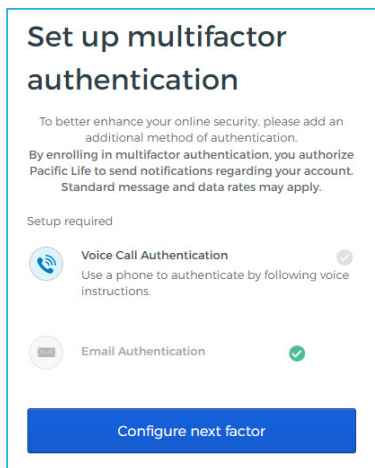 Set up multifactor
authentication
To better enhance your online security, please add an
additional method of authentication.
By enrolling in multifactor authentication, you authorize
Pacific Life to send notifications regarding your account.
Standard message and data rates may apply.
Setup required
Voice Call Authentication
Use a phone to authenticate by following voice
instructions.
Email Authentication
Configure next factor